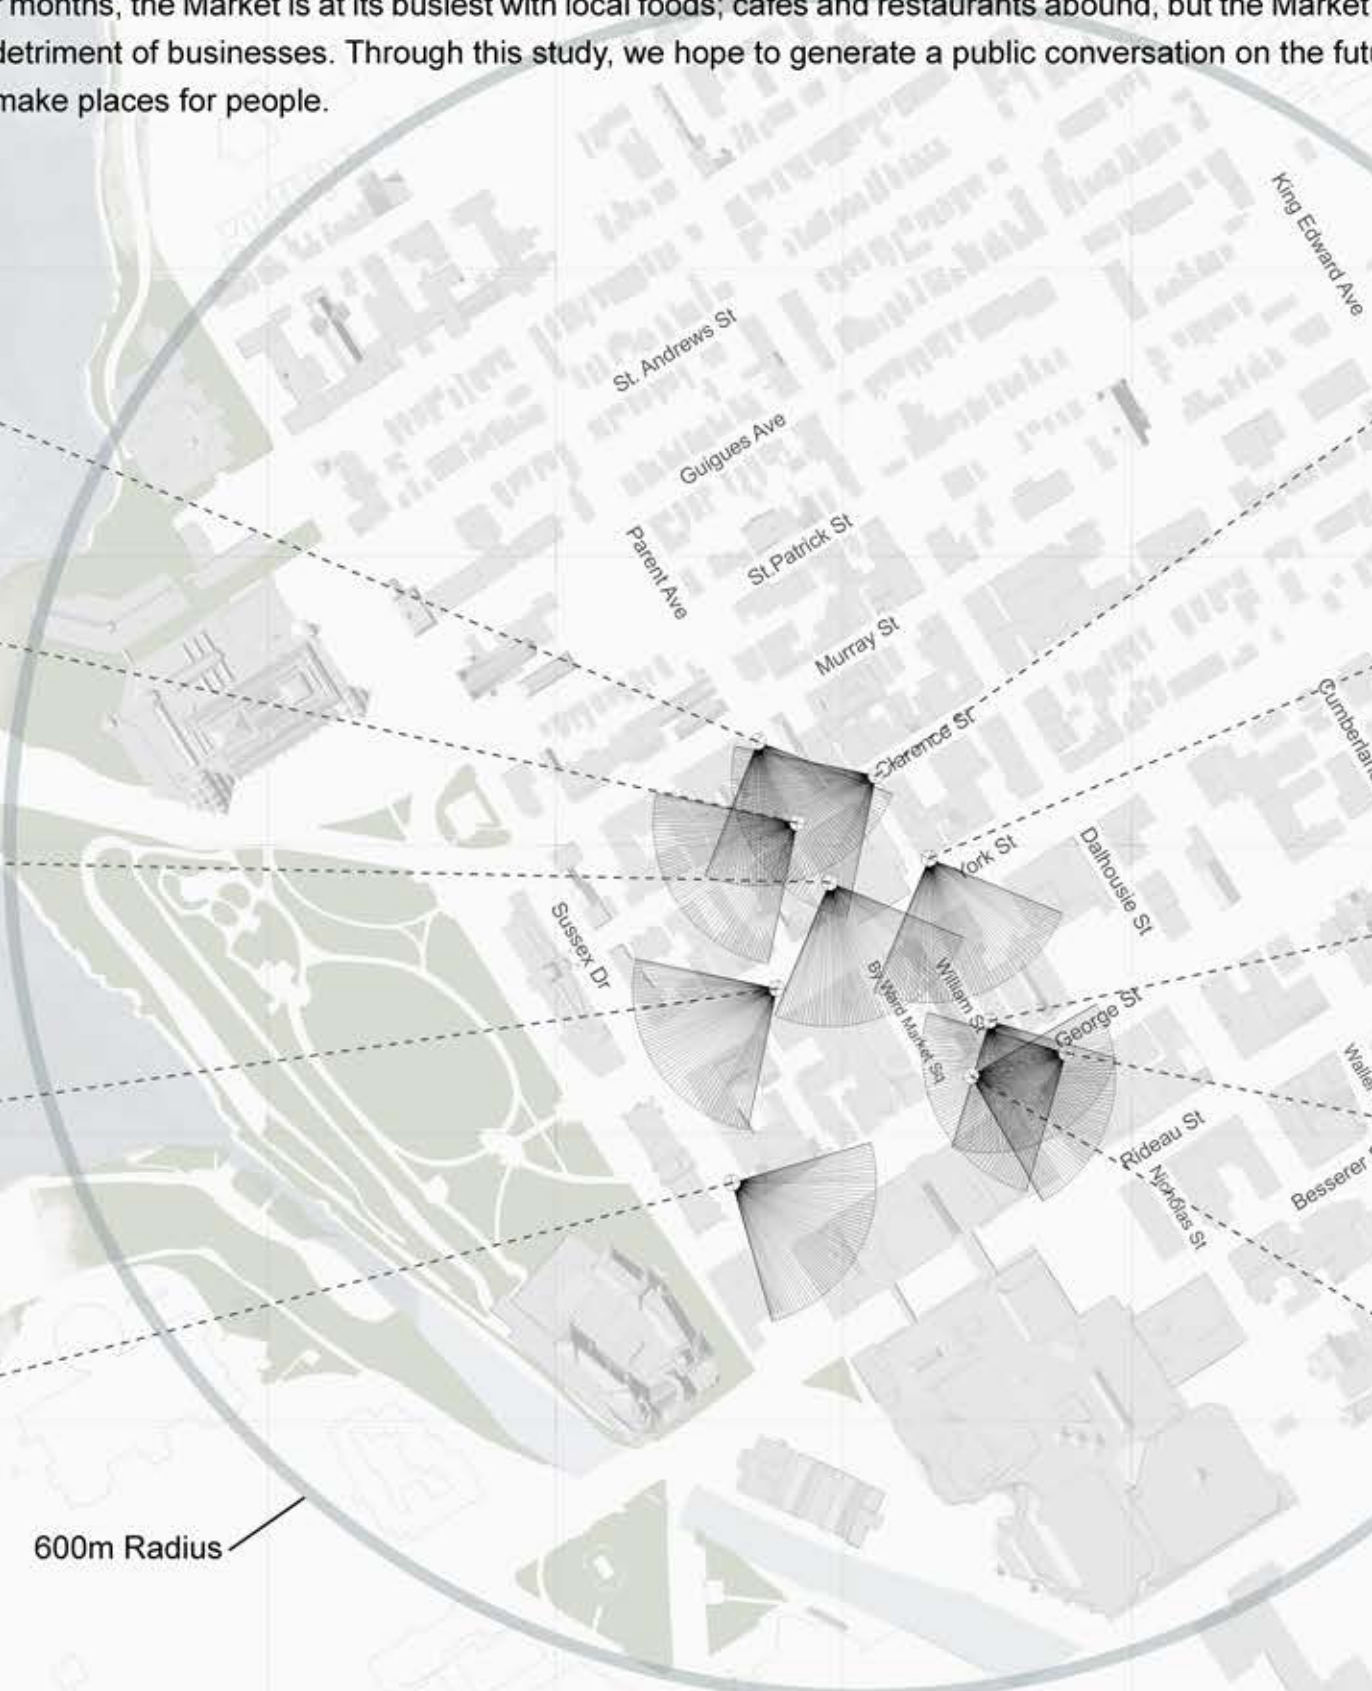 months, the Market is at its busiest with local foods; cafes and restaurants abound, but the Market
detriment of businesses. Through this study, we hope to generate a public conversation on the
make places for people.
King Edward Ave
St. Andrews St
Guigues Ave
St.Patrick St
Parent Ave
Murray St
Clarence St
York St
Dalhousie St
Sussex Dr
William St
By Ward Market Sq
George St
Rideau St
Nicholas St
Besserer
600m Radius